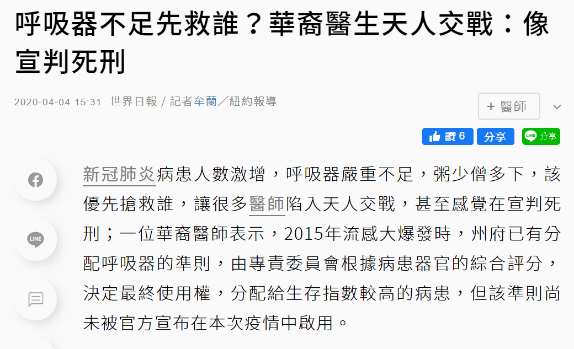 呼吸器不足先救誰？華裔醫生天人交戰：像
宣判死刑
2020-04-04 15:31 世界日報 / 記者牟蘭／紐約報導
+ 醫師
讚 6 分享 LINE 分享
新冠肺炎病患人數激增，呼吸器嚴重不足，粥少僧多下，該
優先搶救誰，讓很多醫師陷入天人交戰，甚至感覺在宣判死
LINE
刑；一位華裔醫師表示，2015年流感大爆發時，州府已有分
配呼吸器的準則，由專責委員會根據病患器官的綜合評分，
決定最終使用權，分配給生存指數較高的病患，但該準則尚
未被官方宣布在本次疫情中啟用。